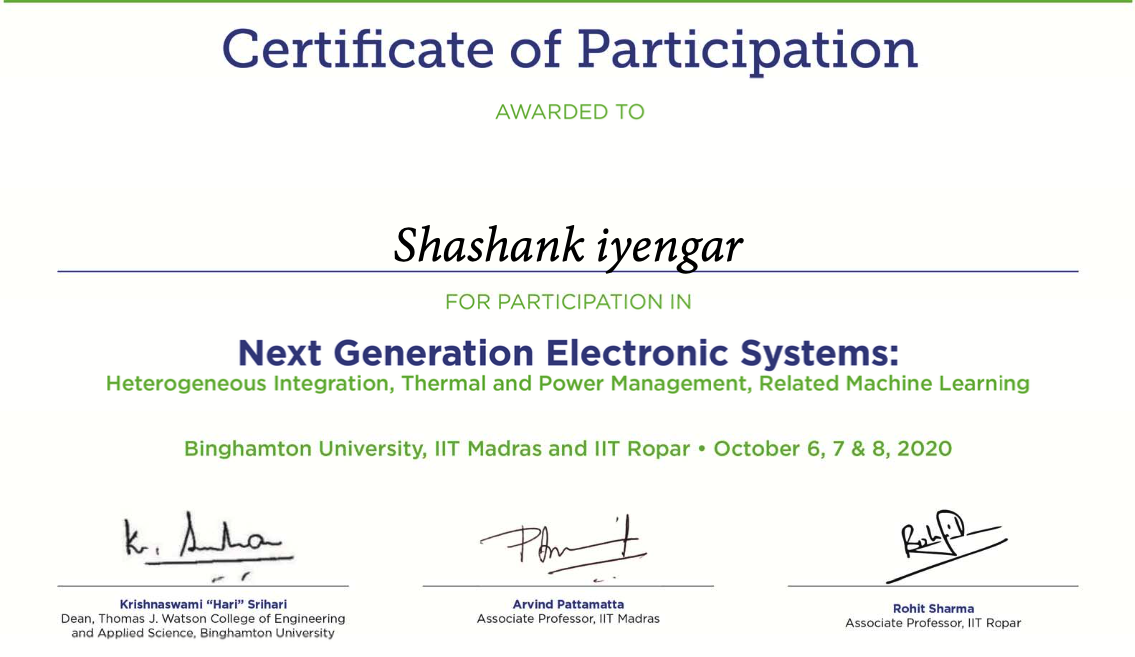 Certificate of Participation
AWARDED TO
Shashank iyengar
FOR PARTICIPATION IN
Next Generation Electronic Systems:
Heterogeneous Integration, Thermal and Power Management, Related Machine Learning
Binghamton University, IIT Madras and IIT Ropar • October 6, 7 & 8, 2020
Krishnaswami “Hari” Srihari
Dean, Thomas J. Watson College of Engineering
and Applied Science, Binghamton University
Arvind Pattamatta
Associate Professor, IIT Madras
Rohit Sharma
Associate Professor, IIT Ropar